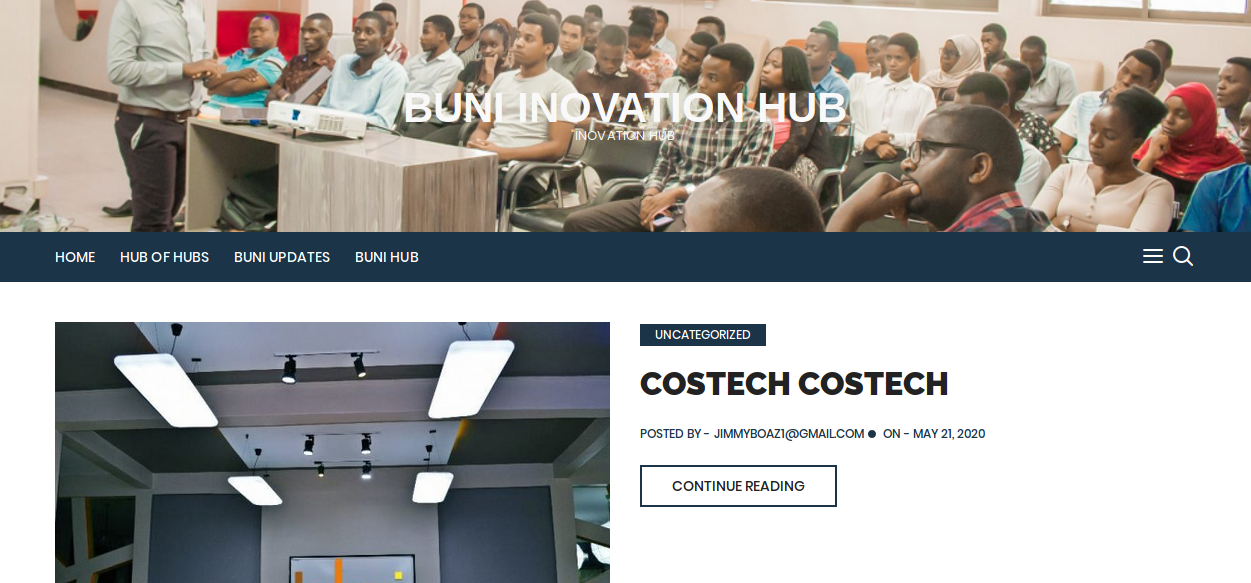 BUNI INOVATION HUB
INOVATION HUB
HOME HUB OF HUBS BUNI UPDATES BUNI HUB
UNCATEGORIZED
COSTECH COSTECH
POSTED BY - JIMMYBOAZ1@GMAIL.COM ● ON - MAY 21, 2020
CONTINUE READING